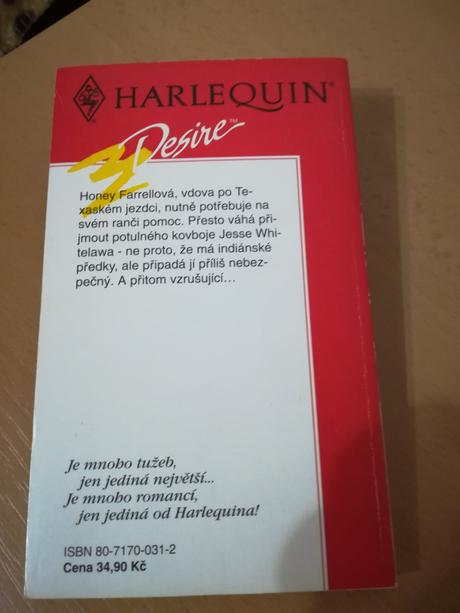 HARLEQUIN®
Desire™
Honey Farrellová, vdova po Te-
xaském jezdci, nutně potřebuje na
svém ranči pomoc. Přesto váhá při-
jmout potulného kovboje Jesse Whi-
telawa - ne proto, že má indiánské
předky, ale připadá jí příliš nebez-
pečný. A přitom vzrušující...
Je mnoho tužeb,
jen jediná největší...
Je mnoho romancí,
jen jediná od Harlequina!
ISBN 80-7170-031-2
Cena 34,90 Kč